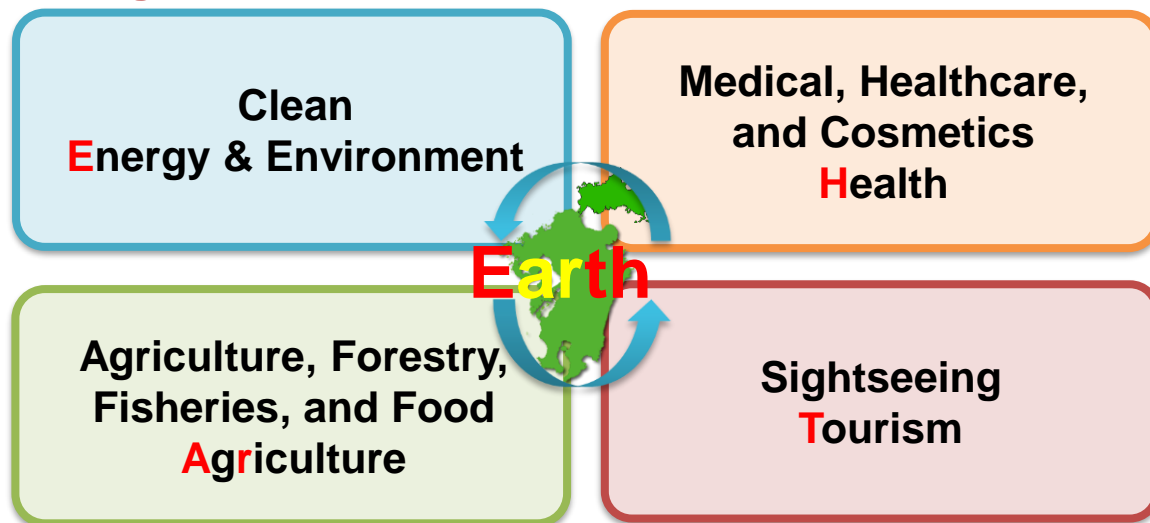 Clean
Energy & Environment
Medical, Healthcare,
and Cosmetics
Health
Earth
Agriculture, Forestry,
Fisheries, and Food
Agriculture
Sightseeing
Tourism